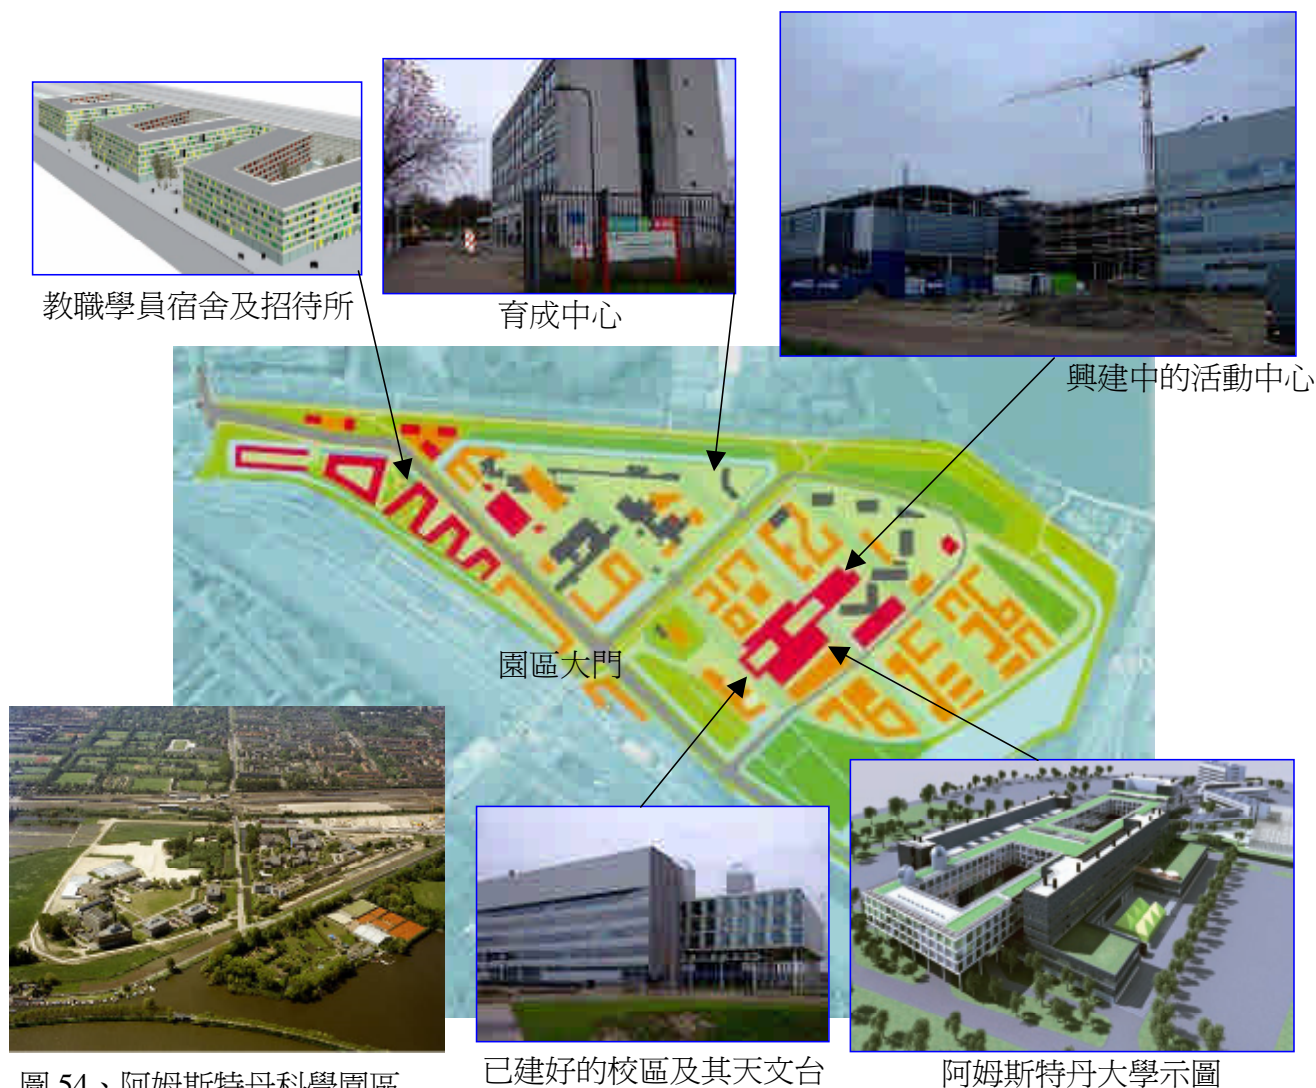 教職學員宿舍及招待所
育成中心
興建中的活動中心
園區大門
已建好的校區及其天文台
阿姆斯特丹大學示圖
圖 54、阿姆斯特丹科學園區